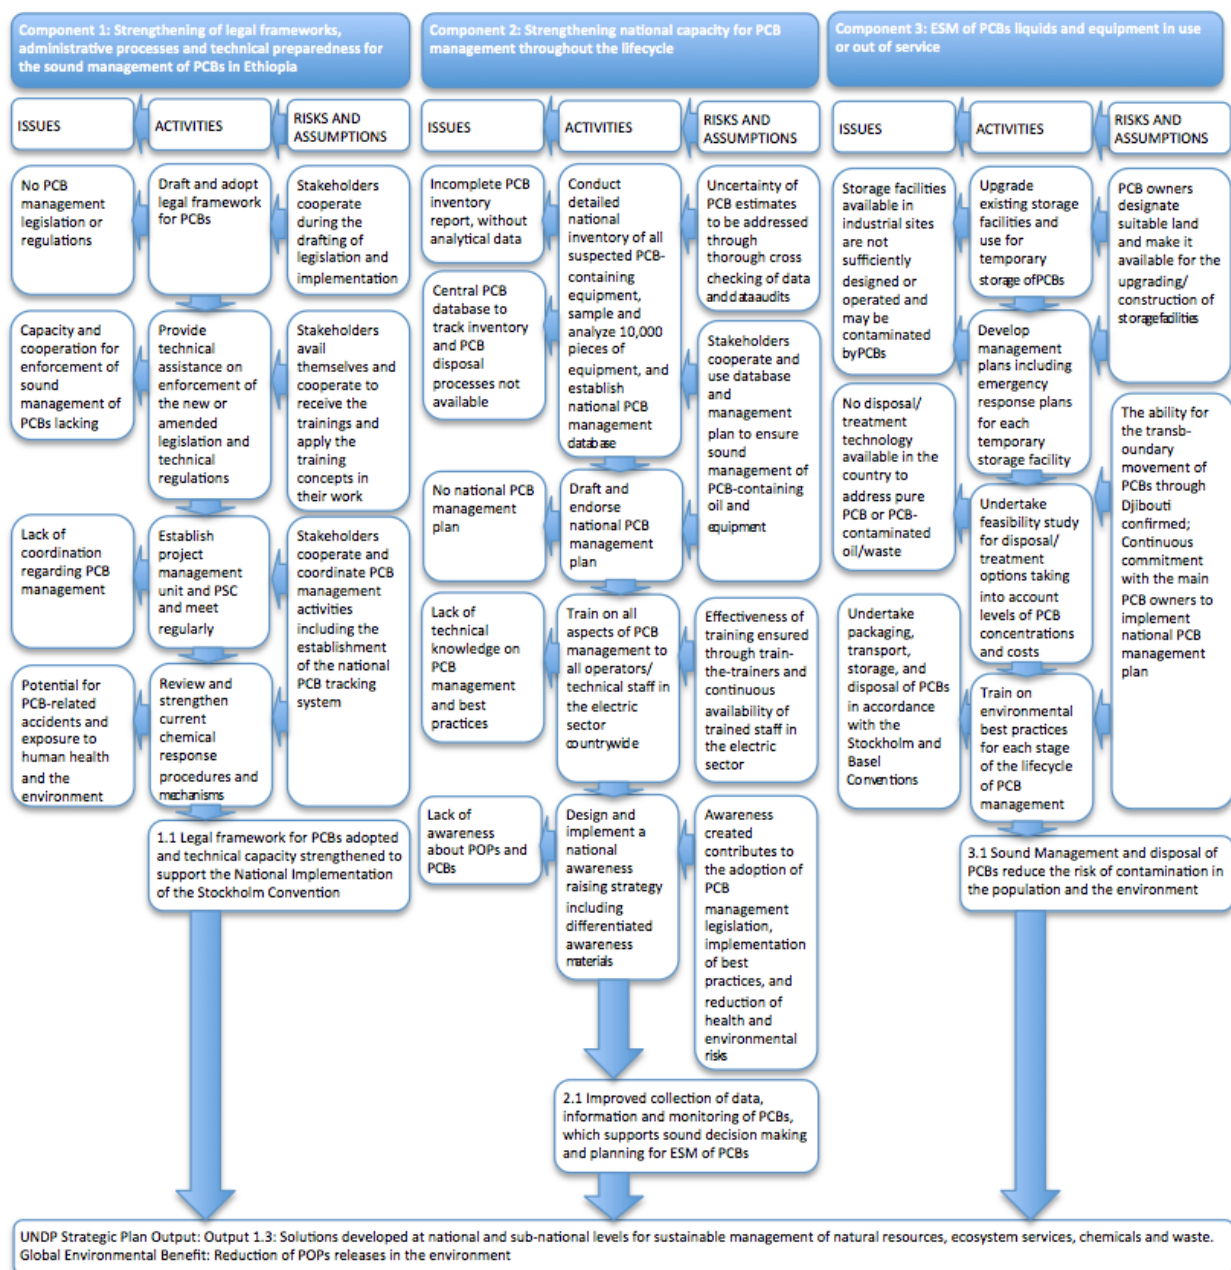 Component 1: Strengthening of legal frameworks,
administrative processes and technical preparedness for
the sound management of PCBs in Ethiopia
ISSUES
ACTIVITIES
RISKS AND
ASSUMPTIONS
No PCB
management
legislation or
regulations
Draft and adopt
legal framework
for PCBs
Stakeholders
cooperate
during the
drafting of
legislation and
implementation
Capacity and
cooperation for
enforcement of
sound
management of
PCBs lacking
Provide
technical
assistance on
enforcement of
the new or
amended
legislation and
technical
regulations
Stakeholders
avail
themselves and
cooperate to
receive the
trainings and
apply the
training
concepts in
their work
Lack of
coordination
regarding PCB
management
Establish
project
management
unit and PSC
and meet
regularly
Stakeholders
cooperate and
coordinate PCB
management
activities
including the
establishment
of the national
PCB tracking
system
Potential for
PCB-related
accidents and
exposure to
human health
and the
environment
Review and
strengthen
current
chemical
response
procedures and
mechanisms
1.1 Legal framework for PCBs adopted
and technical capacity strengthened to
support the National Implementation
of the Stockholm Convention
Component 2: Strengthening national capacity for PCB
management throughout the lifecycle
ISSUES
ACTIVITIES
RISKS AND
ASSUMPTIONS
Incomplete PCB
inventory
report, without
analytical data
Central PCB
database to
track inventory
and PCB
disposal
processes not
available
Conduct
detailed
national
inventory of all
suspected PCB-
containing
equipment,
sample and
analyze 10,000
pieces of
equipment, and
establish
national PCB
management
database
Uncertainty of
PCB estimates
to be addressed
through
thorough cross
checking of data
and data audits
Stakeholders
cooperate and
use database
and
management
plan to ensure
sound
management of
PCB-containing
oil and
equipment
No national PCB
management
plan
Draft and
endorse
national PCB
management
plan
Lack of
technical
knowledge on
PCB
management
and best
practices
Train on all
aspects of PCB
management to
all operators/
technical staff in
the electric
sector
countrywide
Effectiveness of
training ensured
through train-
the-trainers and
continuous
availability of
trained staff in
the electric
sector
Lack of
awareness
about POPs and
PCBs
Design and
implement a
national
awareness
raising strategy
including
differentiated
awareness
materials
Awareness
created
contributes to
the adoption of
PCB
management
legislation,
implementation
of best
practices, and
reduction of
health and
environmental
risks
2.1 Improved collection of data,
information and monitoring of PCBs,
which supports sound decision making
and planning for ESM of PCBs
Component 3: ESM of PCBs liquids and equipment in use
or out of service
ISSUES
ACTIVITIES
RISKS AND
ASSUMPTIONS
Storage facilities
available in
industrial sites
are not
sufficiently
designed or
operated and
may be
contaminated
by PCBs
Upgrade
existing storage
facilities and
use for
temporary
storage of PCBs
PCB owners
designate
suitable land
and make it
available for the
upgrading/
construction of
storage facilities
Develop
management
plans including
emergency
response plans
for each
temporary
storage facility
No disposal/
treatment
technology
available in the
country to
address pure
PCB or PCB-
contaminated
oil/waste
Undertake
feasibility study
for disposal/
treatment
options taking
into account
levels of PCB
concentrations
and costs
The ability for
the transb-
oundary
movement of
PCBs through
Djibouti
confirmed;
Continuous
commitment
with the main
PCB owners to
implement
national PCB
management
plan
Undertake
packaging,
transport,
storage, and
disposal of PCBs
in accordance
with the
Stockholm and
Basel
Conventions
Train on
environmental
best practices
for each stage
of the lifecycle
of PCB
management
3.1 Sound Management and disposal of
PCBs reduce the risk of contamination in
the population and the environment
UNDP Strategic Plan Output: Output 1.3: Solutions developed at national and sub-national levels for sustainable management of natural resources, ecosystem services, chemicals and waste.
Global Environmental Benefit: Reduction of POPs releases in the environment